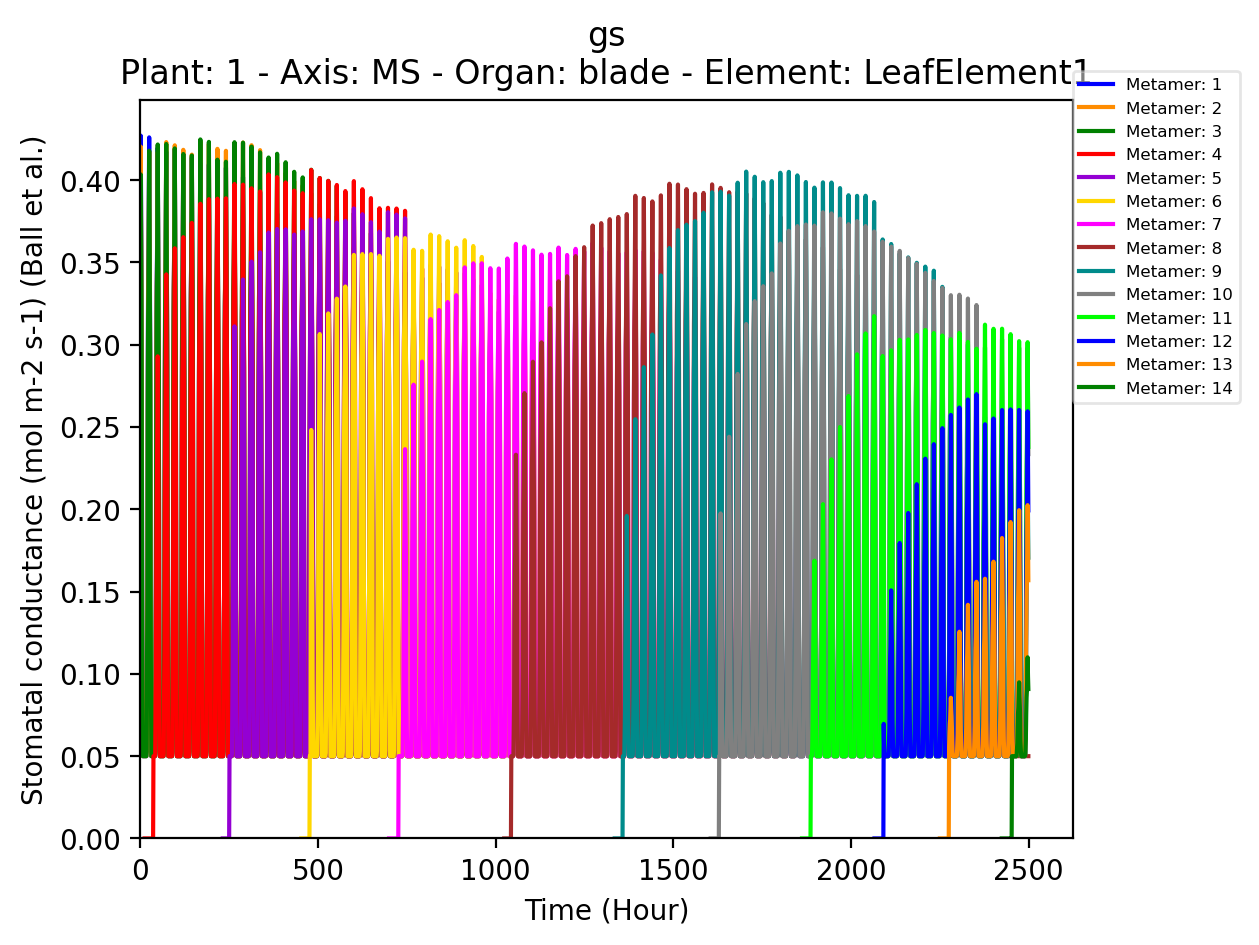 gs
Plant: 1 - Axis: MS - Organ: blade - Element: LeafElement1
Stomatal conductance (mol m-2 s-1) (Ball et al.)
0.40
0.35
0.30
0.25
0.20
0.15
0.10
0.05
0.00
0 500 1000 1500 2000 2500
Time (Hour)
Metamer: 1
Metamer: 2
Metamer: 3
Metamer: 4
Metamer: 5
Metamer: 6
Metamer: 7
Metamer: 8
Metamer: 9
Metamer: 10
Metamer: 11
Metamer: 12
Metamer: 13
Metamer: 14